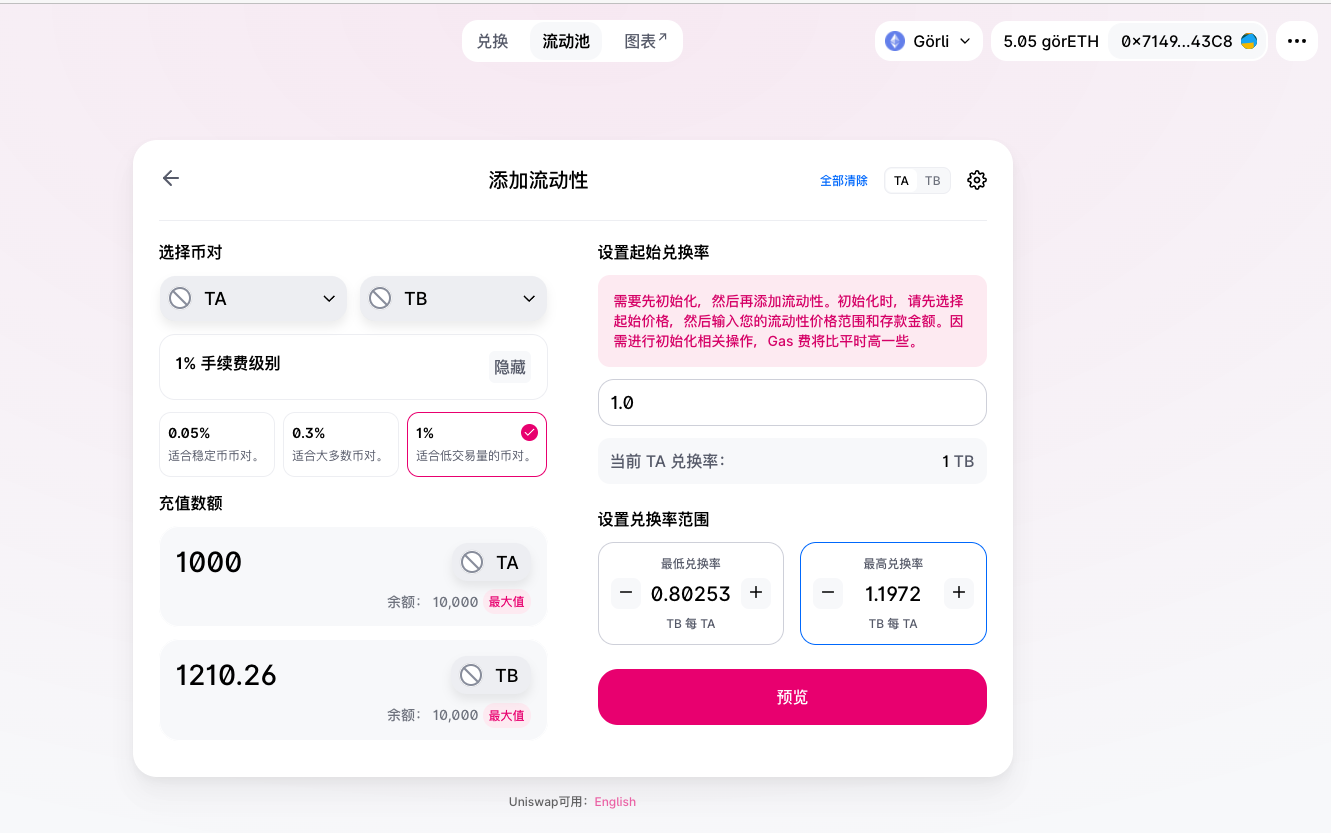 兑换
流动池
图表↗
Görli
5.05 görETH
0x7149...43C8
添加流动性
全部清除
TA
TB
选择币对
TA
TB
1% 手续费级别
隐藏
0.05%
适合稳定币币对。
0.3%
适合大多数币对。
1%
适合低交易量的币对。
充值数额
1000
TA
余额： 10,000 最大值
1210.26
TB
余额： 10,000 最大值
设置起始兑换率
需要先初始化，然后再添加流动性。初始化时，请先选择
起始价格，然后输入您的流动性价格范围和存款金额。因
需进行初始化相关操作，Gas 费将比平时高一些。
1.0
当前 TA 兑换率：
1 TB
设置兑换率范围
最低兑换率
0.80253
TB 每 TA
最高兑换率
1.1972
TB 每 TA
预览
Uniswap可用： English